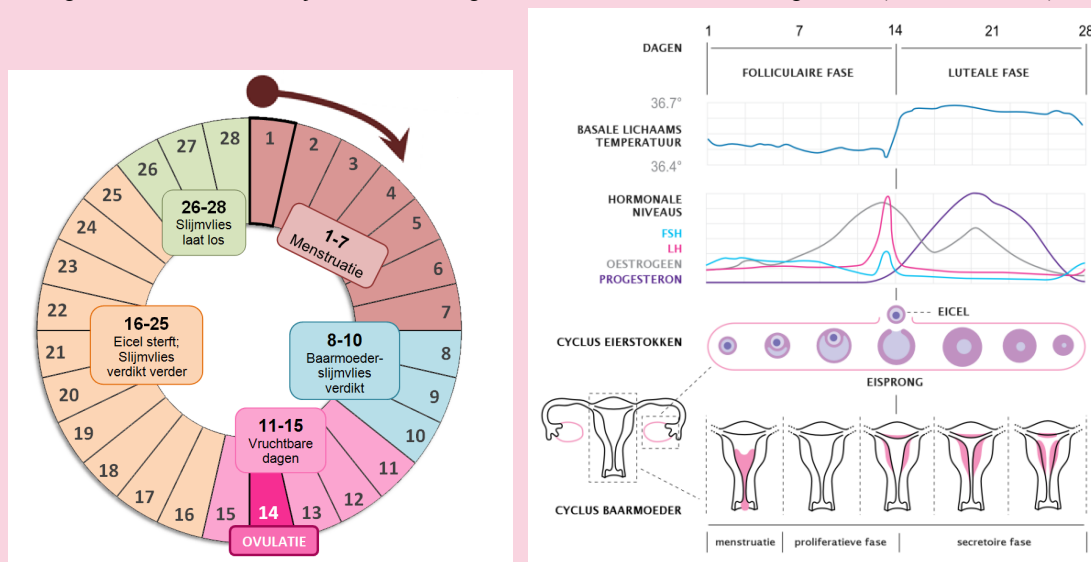 1
2
3
4
5
6
7
8
9
10
11
12
13
14
15
16
17
18
19
20
21
22
23
24
25
26
27
28
1-7
Menstruatie
8-10
Baarmoeder-
slijmvlies
verdikt
11-15
Vruchtbare
dagen
OVULATIE
16-25
Eicel sterft;
Slijmvlies
verdikt verder
26-28
Slijmvlies
laat los
DAGEN
1 7 14 21 28
FOLLICULAIRE FASE LUTEALE FASE
BASALE LICHAAMS
TEMPERATUUR
36.7°
36.4°
HORMONALE
NIVEAUS
FSH
LH
OESTROGEEN
PROGESTERON
EICEL
CYCLUS EIERSTOKKEN
EISPRONG
CYCLUS BAARMOEDER
menstruatie proliferatieve fase secretoire fase